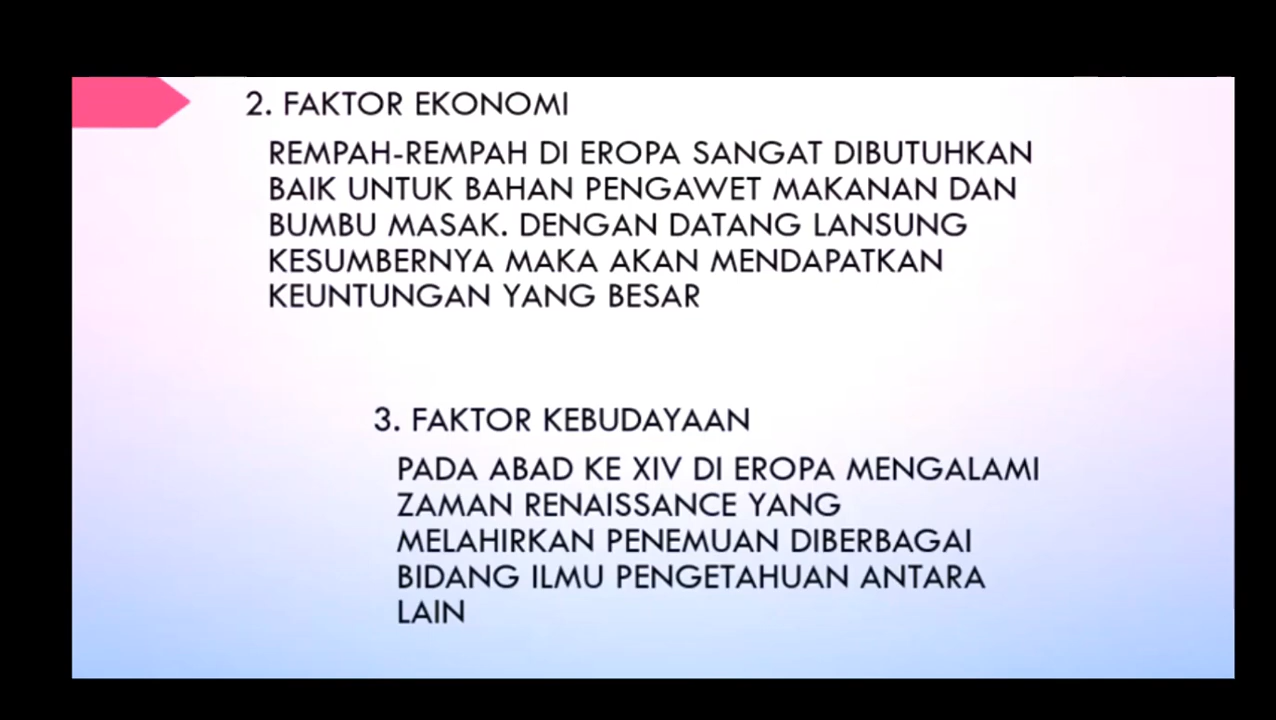 2. FAKTOR EKONOMI
REMPAH-REMPAH DI EROPA SANGAT DIBUTUHKAN
BAIK UNTUK BAHAN PENGAWET MAKANAN DAN
BUMBU MASAK. DENGAN DATANG LANSUNG
KESUMBERNYA MAKA AKAN MENDAPATKAN
KEUNTUNGAN YANG BESAR
3. FAKTOR KEBUDAYAAN
PADA ABAD KE XIV DI EROPA MENGALAMI
ZAMAN RENAISSANCE YANG
MELAHIRKAN PENEMUAN DIBERBAGAI
BIDANG ILMU PENGETAHUAN ANTARA
LAIN